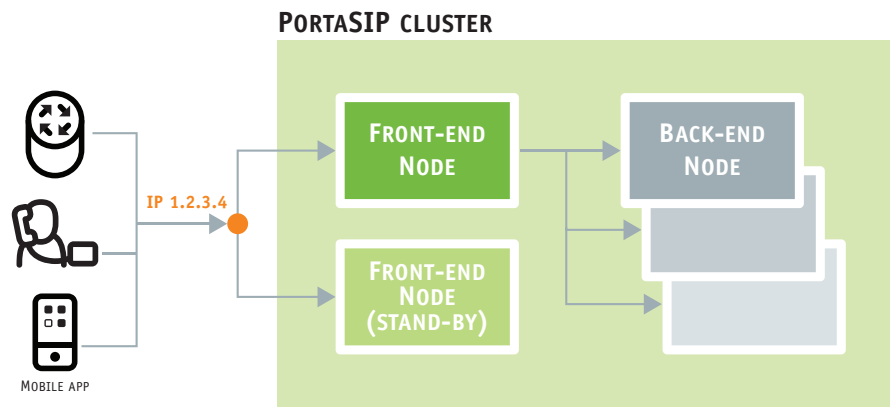 PORTASIP CLUSTER
FRONT-END
NODE
BACK-END
NODE
IP 1.2.3.4
FRONT-END
NODE
(STAND-BY)
MOBILE APP